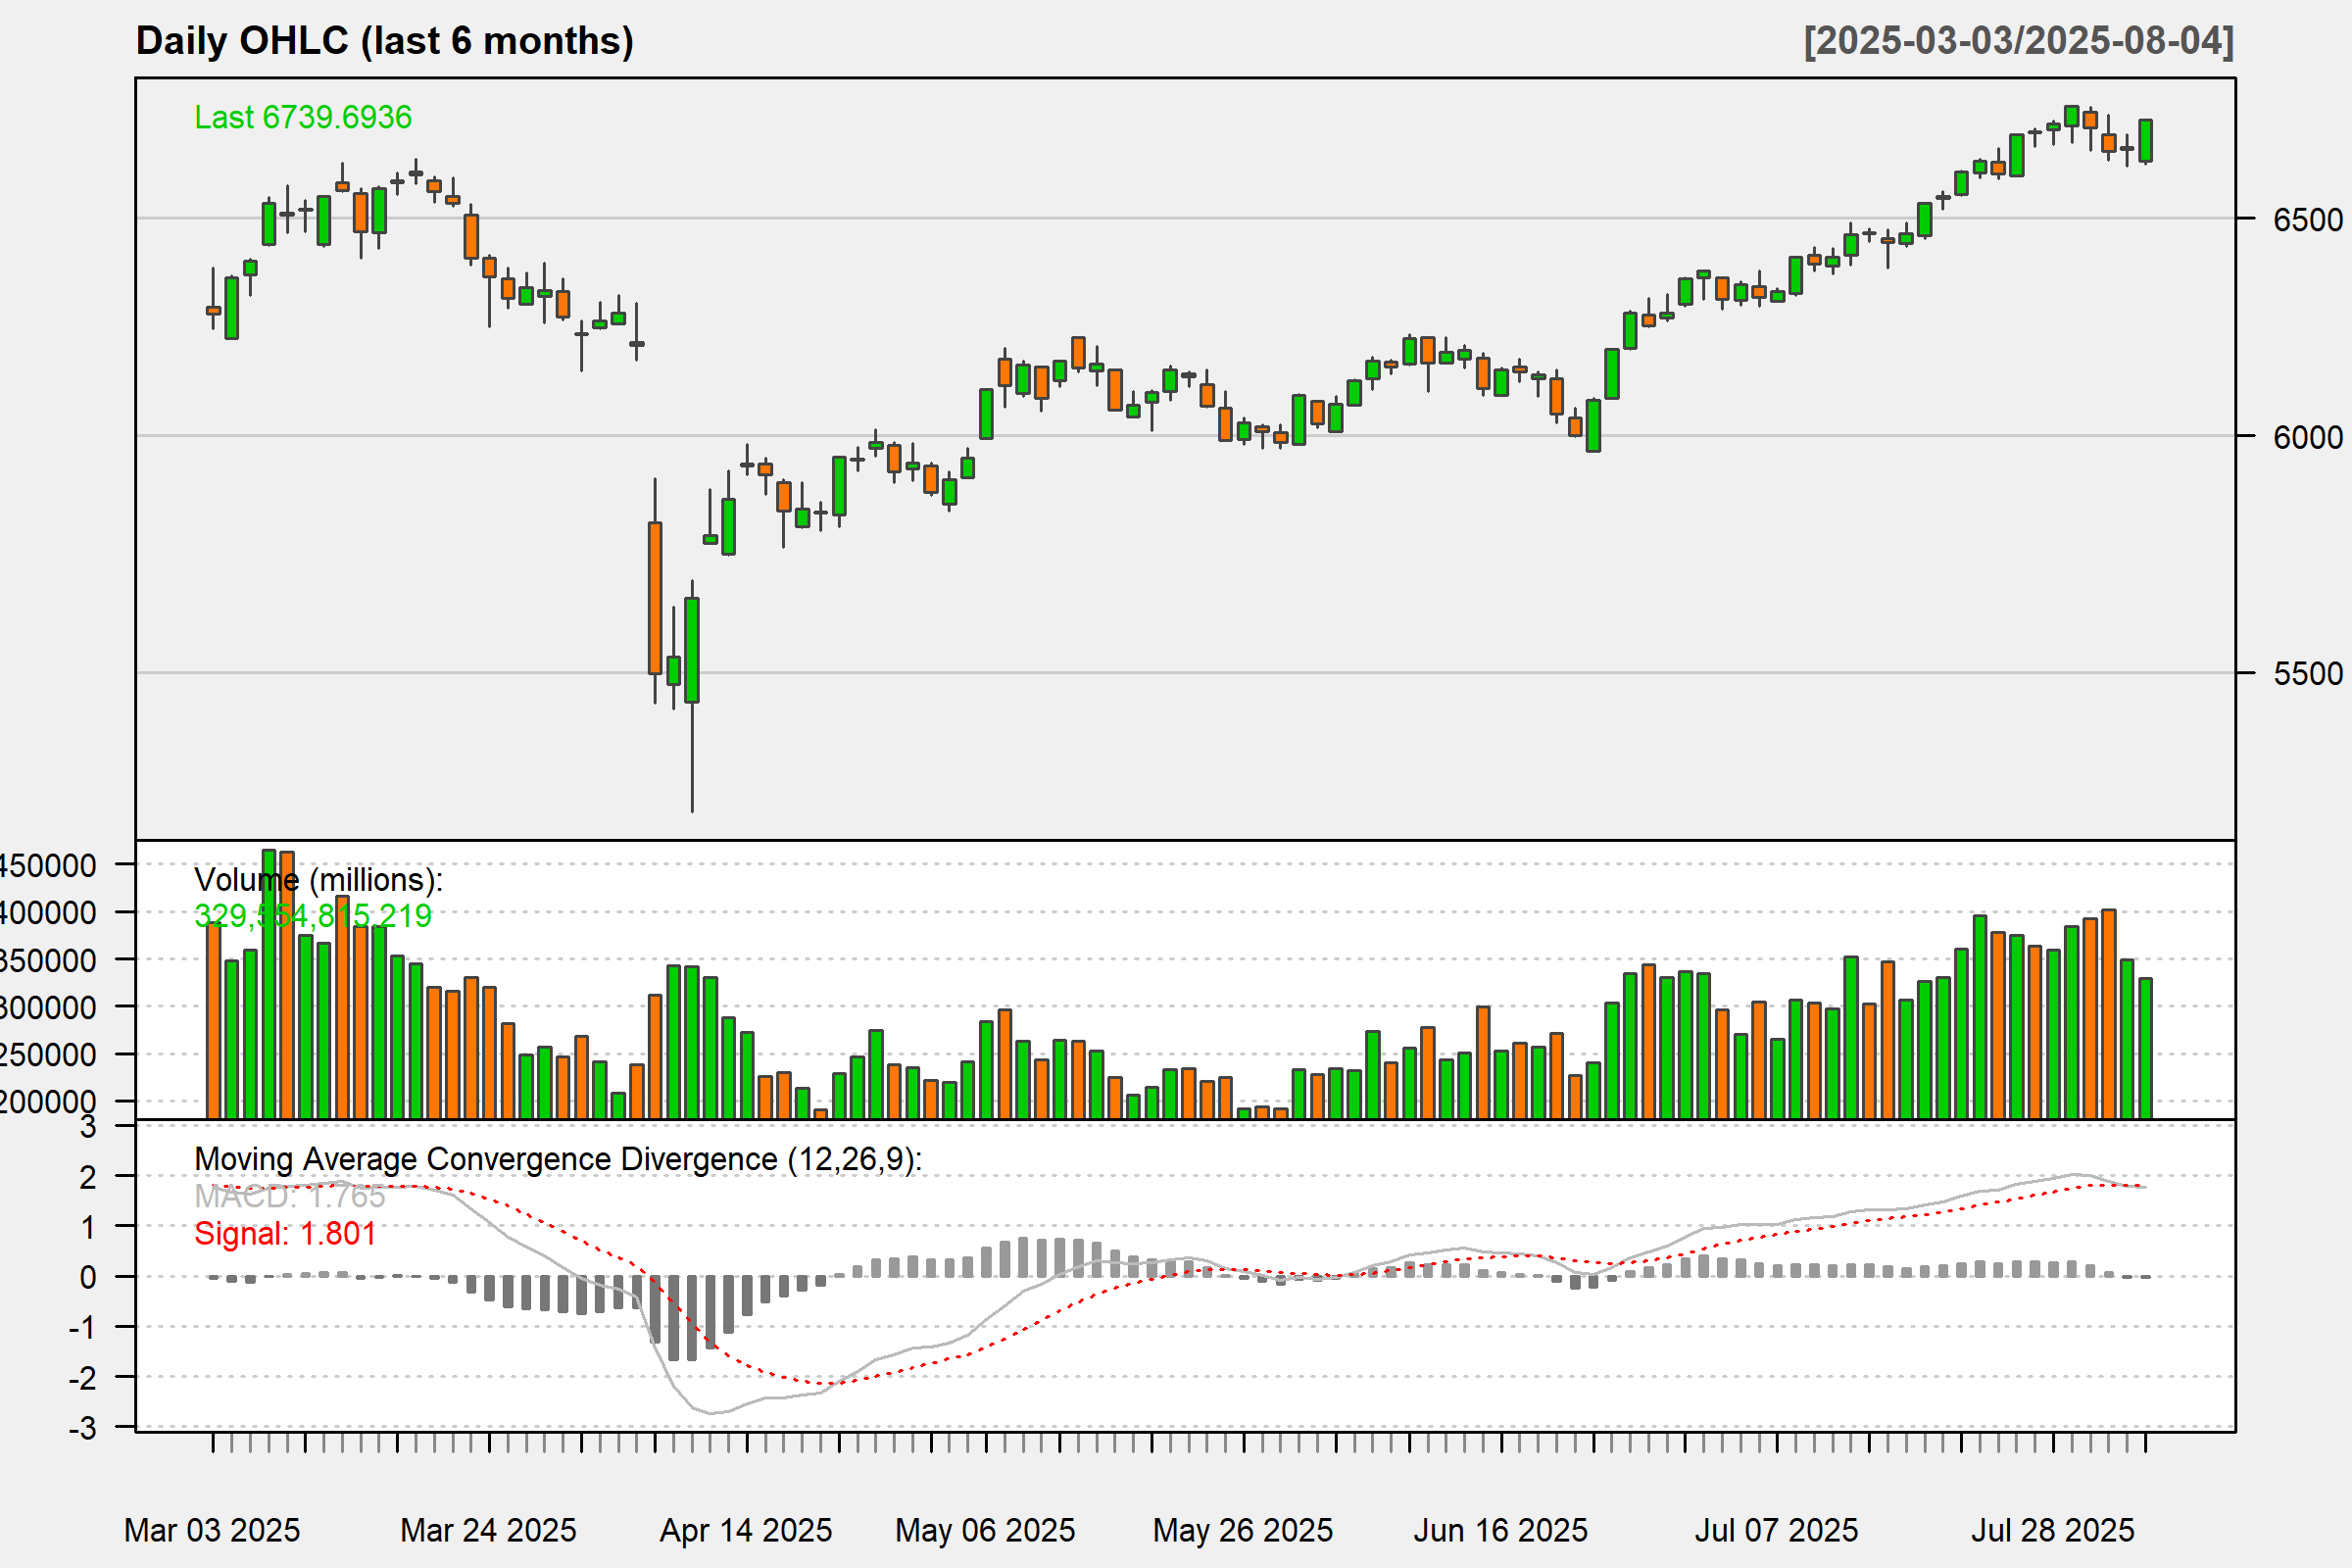 Daily OHLC (last 6 months)
[2025-03-03/2025-08-04]
Last 6739.6936
6500
6000
5500
Volume (millions):
329,554,815,219
450000
400000
350000
300000
250000
200000
Moving Average Convergence Divergence (12,26,9):
MACD: 1.765
Signal: 1.801
3
2
1
0
-1
-2
-3
Mar 03 2025 Mar 24 2025 Apr 14 2025 May 06 2025 May 26 2025 Jun 16 2025 Jul 07 2025 Jul 28 2025